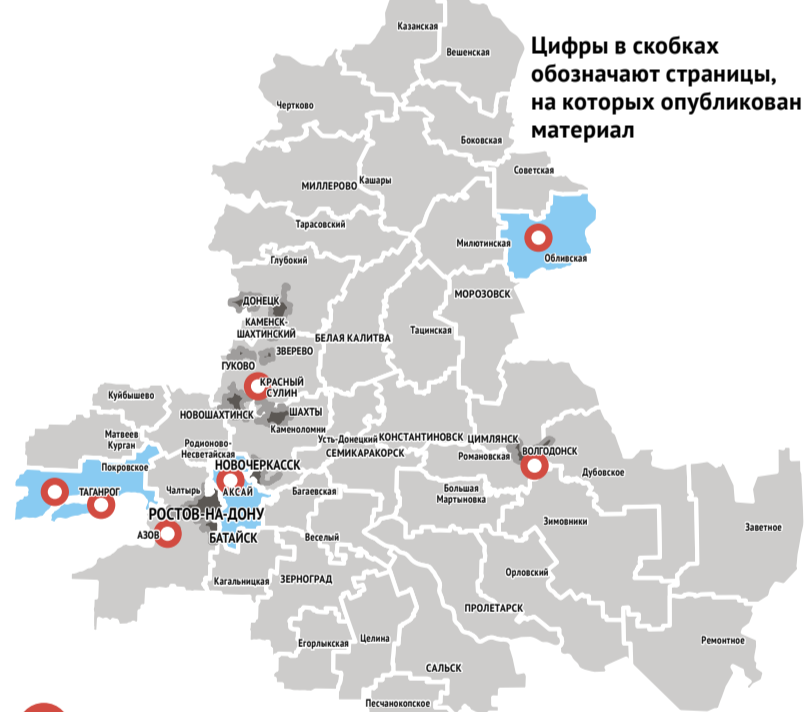 Цифры в скобках
обозначают страницы,
на которых опубликован
материал
Казанская
Вешенская
Чертково
Боковская
Советская
Кашары
МИЛЛЕРОВО
Тарасовский
Милютинская
Обливская
Глубокий
МОРОЗОВСК
ДОНЕЦК
КАМЕНСК-
ШАХТИНСКИЙ
Тацинская
БЕЛАЯ КАЛИТВА
ЗВЕРЕВО
ГУКОВО
КРАСНЫЙ
СУЛИН
Куйбышево
НОВОШАХТИНСК
ШАХТЫ
Каменоломни
Матвеев
Курган
Родионово-
Несветайская
Усть-Донецкий
КОНСТАНТИНОВСК
ЦИМЛЯНСК
СЕМИКАРАКОРСК
Романовская
ВОЛГОДОНСК
Покровское
НОВОЧЕРКАССК
Дубовское
ТАГАНРОГ
Чалтырь
АКСАЙ
Багаевская
Большая
Мартыновка
РОСТОВ-НА-ДОНУ
Зимовники
Заветное
АЗОВ
БАТАЙСК
Веселый
Кагальницкая
ЗЕРНОГРАД
Орловский
ПРОЛЕТАРСК
Егорлыкская
Целина
Ремонтное
САЛЬСК
Песчанокопское